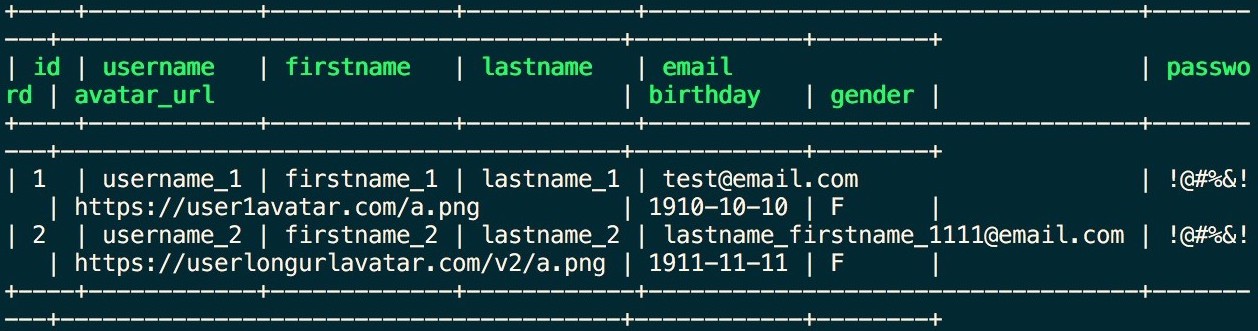 +----+------------+-------------+------------+-----------------------------------+-------
---+---------------------------------------+------------+--------+
| id | username   | firstname   | lastname   | email                             | passwo
rd | avatar_url                            | birthday   | gender |
+----+------------+-------------+------------+-----------------------------------+-------
---+---------------------------------------+------------+--------+
| 1  | username_1 | firstname_1 | lastname_1 | test@email.com                    | !@#%&!
   | https://user1avatar.com/a.png         | 1910-10-10 | F      |
| 2  | username_2 | firstname_2 | lastname_2 | lastname_firstname_1111@email.com | !@#%&!
   | https://userlongurlavatar.com/v2/a.png | 1911-11-11 | F      |
+----+------------+-------------+------------+-----------------------------------+-------
---+---------------------------------------+------------+--------+